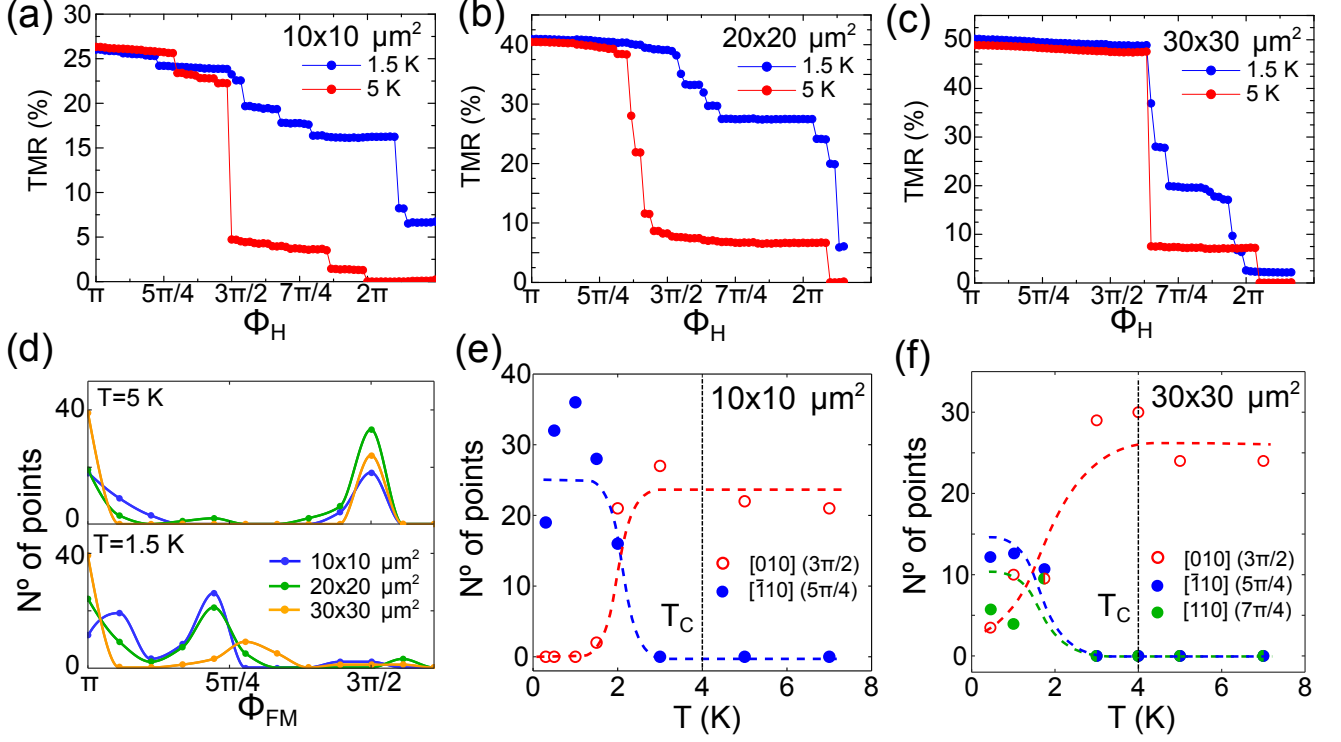 (a)
10x10 μm²
1.5 K
5 K
TMR (%)
30
25
20
15
10
5
0
π
5π/4
3π/2
7π/4
2π
Φ_H
(b)
20x20 μm²
1.5 K
5 K
TMR (%)
40
30
20
10
0
π
5π/4
3π/2
7π/4
2π
Φ_H
(c)
30x30 μm²
1.5 K
5 K
TMR (%)
50
40
30
20
10
0
π
5π/4
3π/2
7π/4
2π
Φ_H
(d)
T=5 K
40
0
T=1.5 K
10x10 μm²
20x20 μm²
30x30 μm²
40
0
Nº of points
π
5π/4
3π/2
Φ_FM
(e)
10x10 μm²
40
30
20
10
0
Nº of points
[010] (3π/2)
[1̄10] (5π/4)
T_C
0
2
4
6
8
T (K)
(f)
30x30 μm²
30
20
10
0
Nº of points
[010] (3π/2)
[1̄10] (5π/4)
[110] (7π/4)
T_C
0
2
4
6
8
T (K)